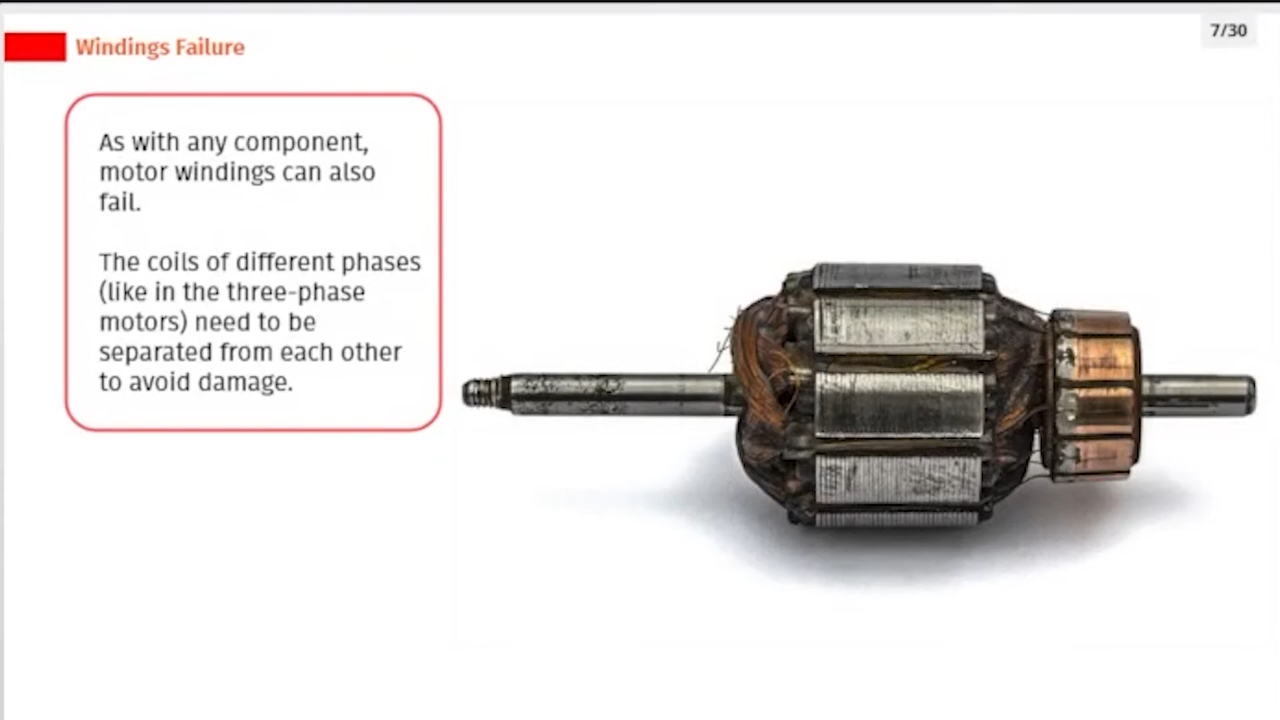 7/30
Windings Failure
As with any component,
motor windings can also
fail.
The coils of different phases
(like in the three-phase
motors) need to be
separated from each other
to avoid damage.